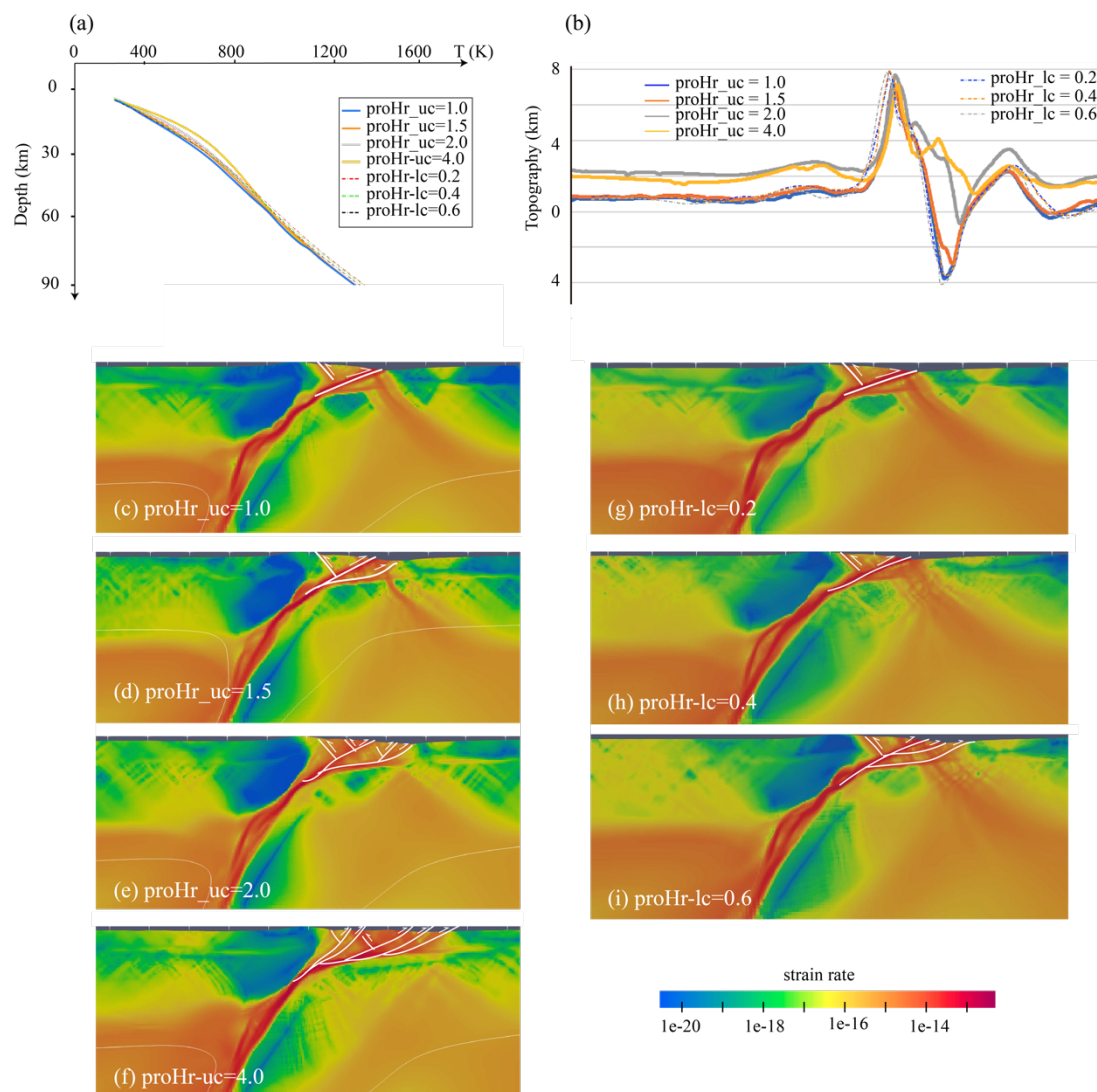 (a)
0 400 800 1200 1600 T (K)
0
30
60
90
Depth (km)
proHr_uc=1.0
proHr_uc=1.5
proHr_uc=2.0
proHr-uc=4.0
proHr-lc=0.2
proHr-lc=0.4
proHr-lc=0.6
(b)
8
4
0
4
Topography (km)
proHr_uc = 1.0
proHr_uc = 1.5
proHr_uc = 2.0
proHr_uc = 4.0
proHr_lc = 0.2
proHr_lc = 0.4
proHr_lc = 0.6
(c) proHr_uc=1.0
(g) proHr-lc=0.2
(d) proHr_uc=1.5
(h) proHr-lc=0.4
(e) proHr_uc=2.0
(i) proHr-lc=0.6
(f) proHr-uc=4.0
strain rate
1e-20 1e-18 1e-16 1e-14